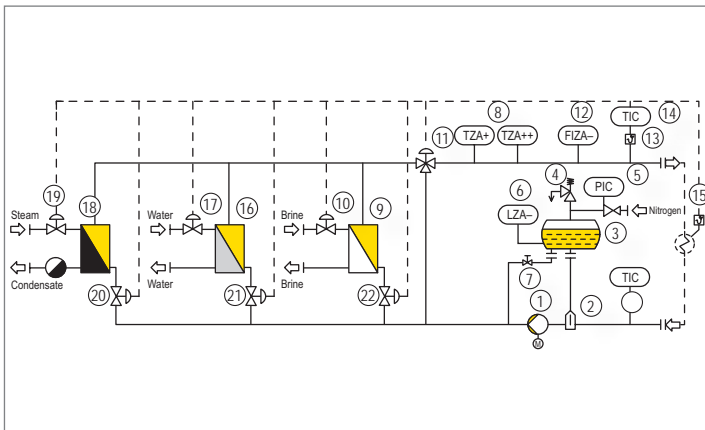 8
12
14
11
TZA+
TZA++
FIZA–
TIC
13
4
5
6
PIC
15
19
18
17
16
10
9
Steam
Water
Brine
LZA–
Nitrogen
3
Condensate
Water
Brine
7
TIC
20
21
22
1
2
M